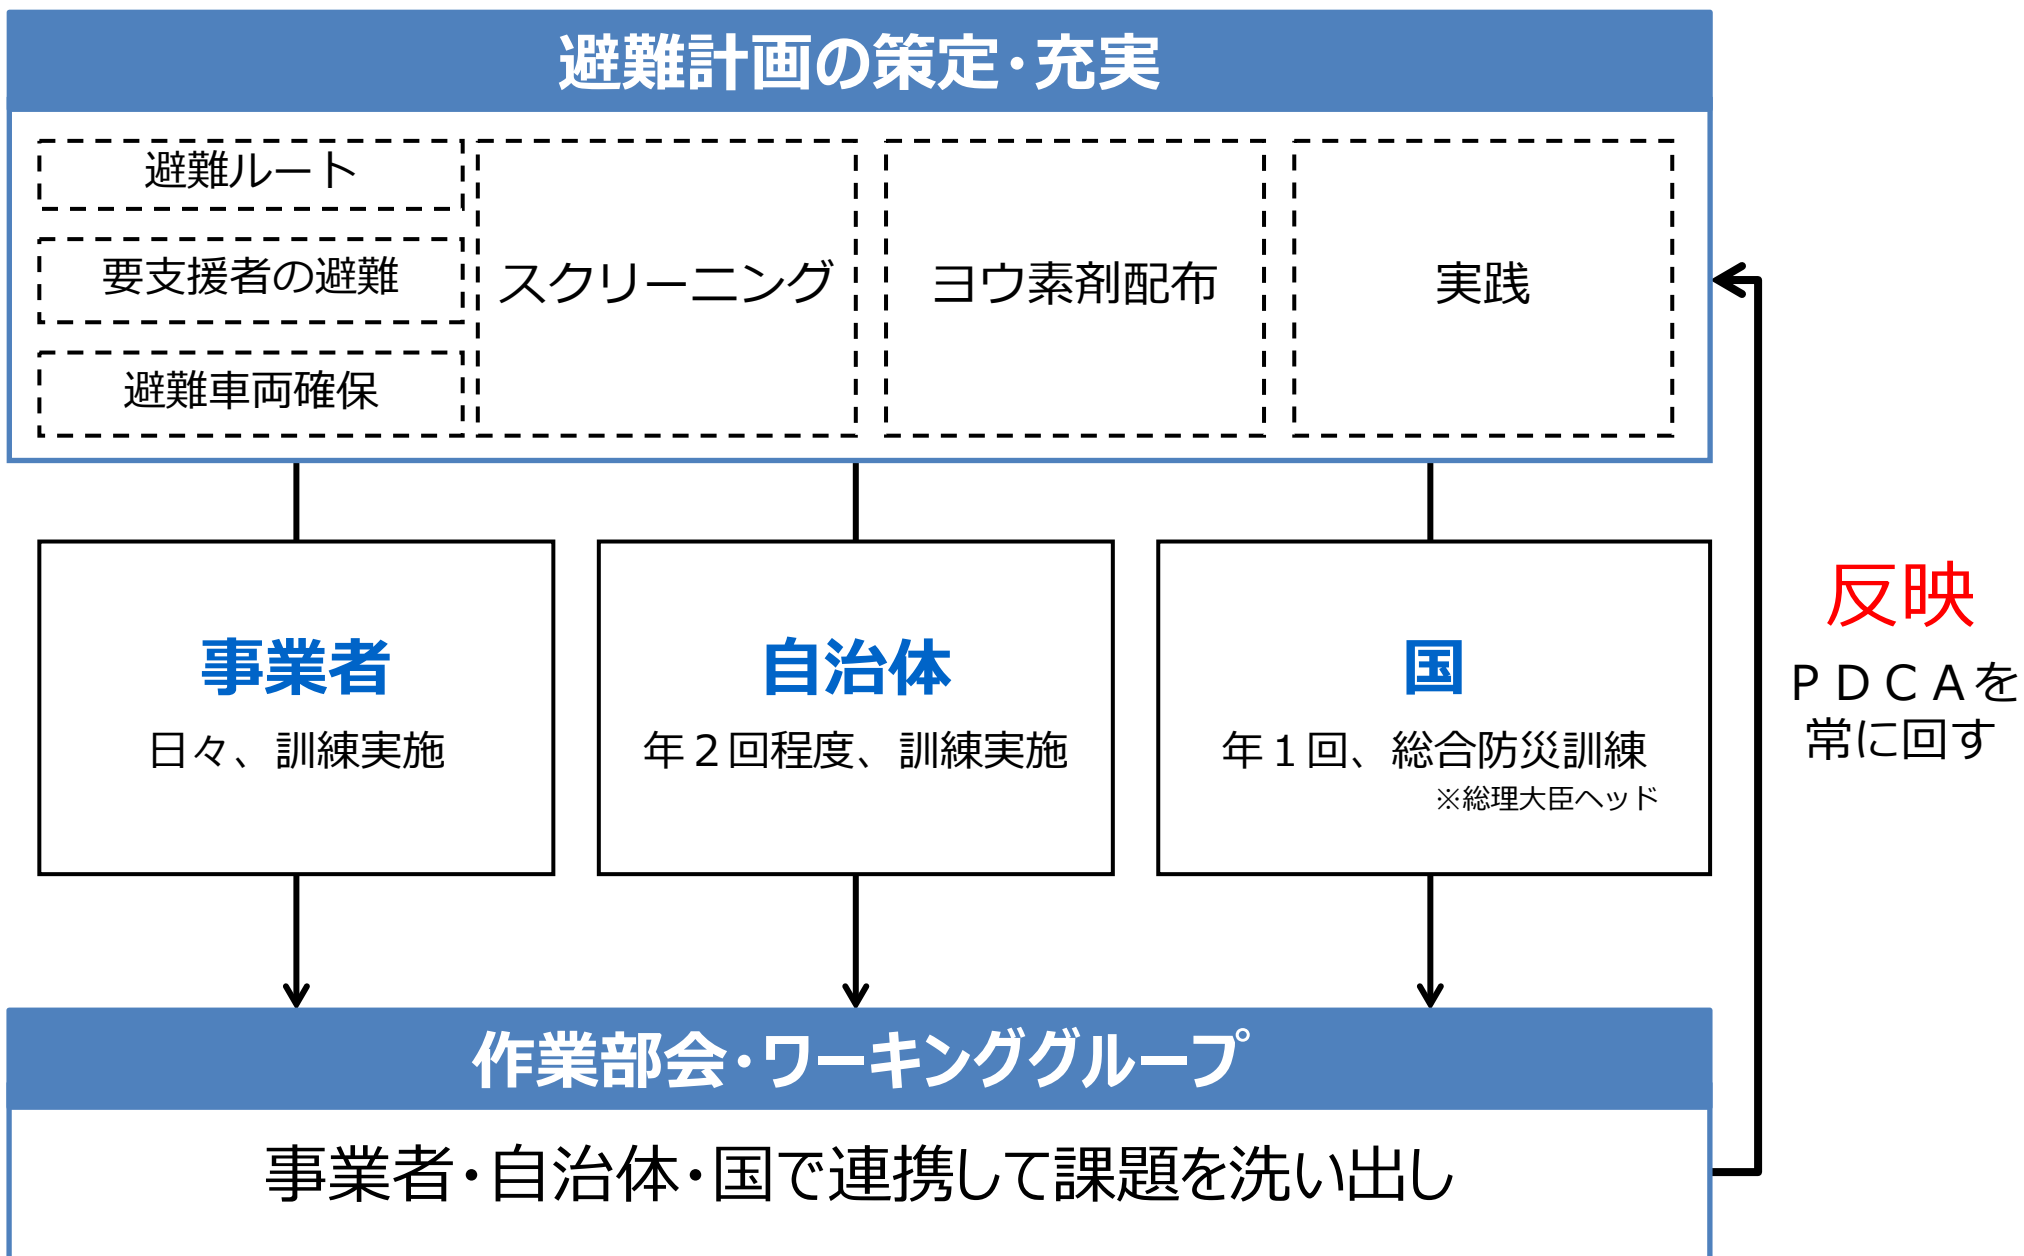 避難計画の策定・充実
避難ルート
要支援者の避難
避難車両確保
スクリーニング
ヨウ素剤配布
実践
事業者
日々、訓練実施
自治体
年２回程度、訓練実施
国
年１回、総合防災訓練
※総理大臣ヘッド
反映
ＰＤＣＡを
常に回す
作業部会・ワーキンググループ
事業者・自治体・国で連携して課題を洗い出し